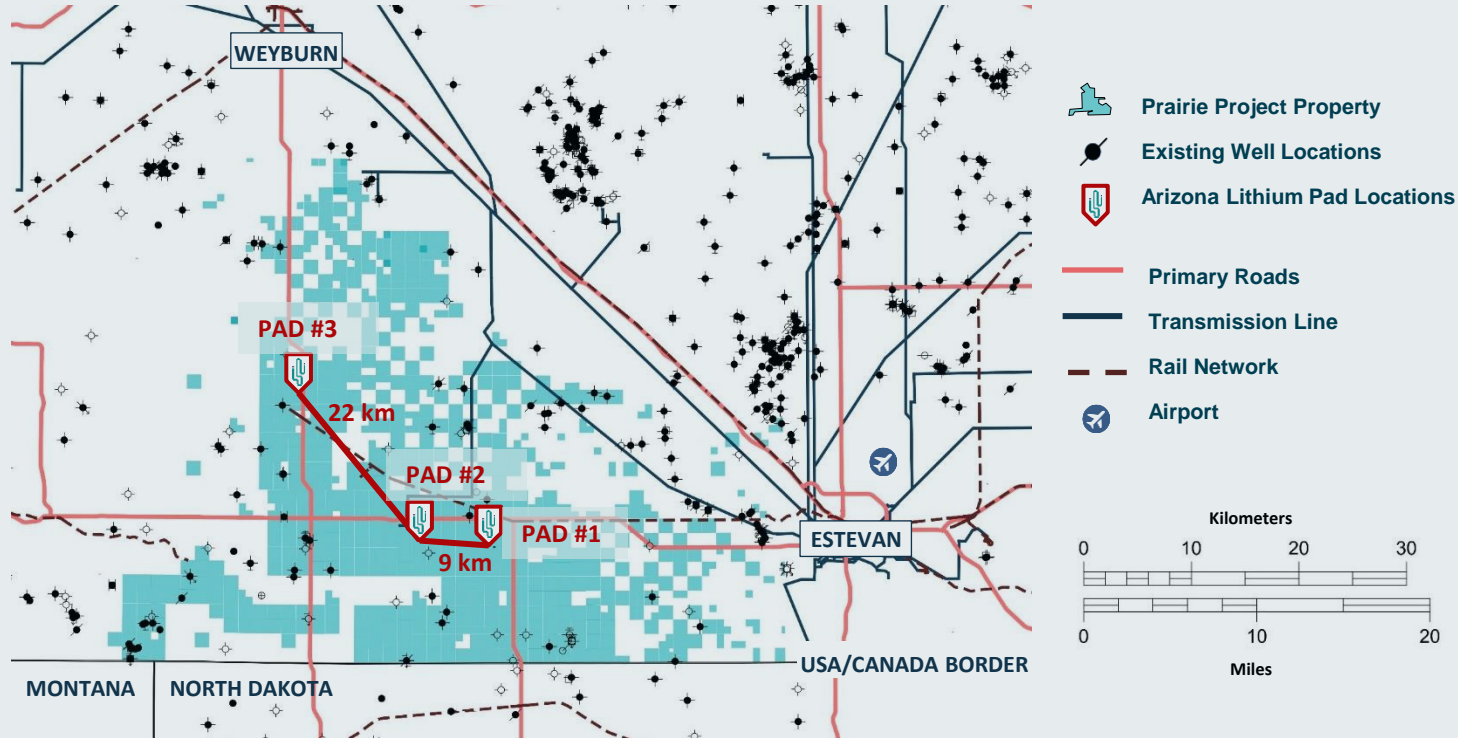 WEYBURN
PAD #3
22 km
PAD #2
PAD #1
9 km
ESTEVAN
USA/CANADA BORDER
MONTANA
NORTH DAKOTA
Prairie Project Property
Existing Well Locations
Arizona Lithium Pad Locations
Primary Roads
Transmission Line
Rail Network
Airport
Kilometers
0 10 20 30
0 10 20
Miles